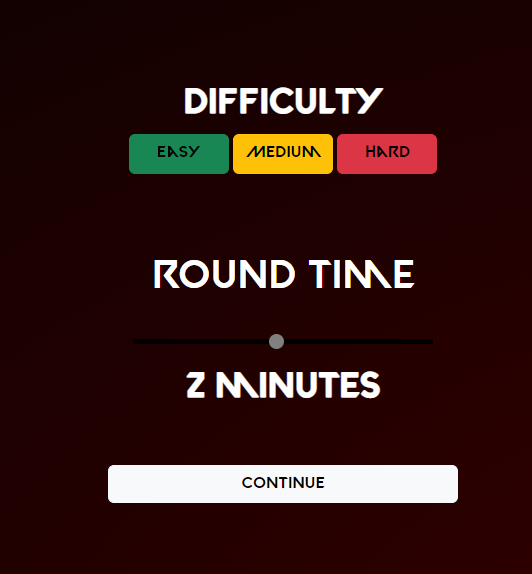 DIFFICULTY
EASY MEDIUM HARD
ROUND TIME
2 MINUTES
CONTINUE